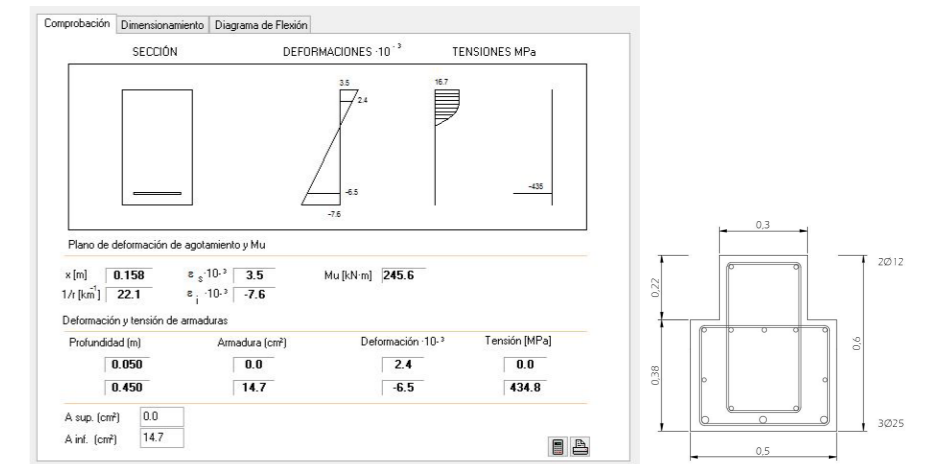 Comprobación Dimensionamiento Diagrama de Flexión
SECCIÓN DEFORMACIONES ·10⁻³ TENSIONES MPa
3.5
2.4
-6.5
-7.6
16.7
-435
Plano de deformación de agotamiento y Mu
x [m] 0.158 ε s ·10-³ 3.5 Mu [kN·m] 245.6
1/r [km⁻¹] 22.1 ε i ·10-³ -7.6
Deformación y tensión de armaduras
Profundidad (m) Armadura (cm²) Deformación ·10-³ Tensión [MPa]
0.050 0.0 2.4 0.0
0.450 14.7 -6.5 434.8
A sup. (cm²) 0.0
A inf. (cm²) 14.7
0,3
2Ø12
0,22
0,6
0,38
3Ø25
0,5